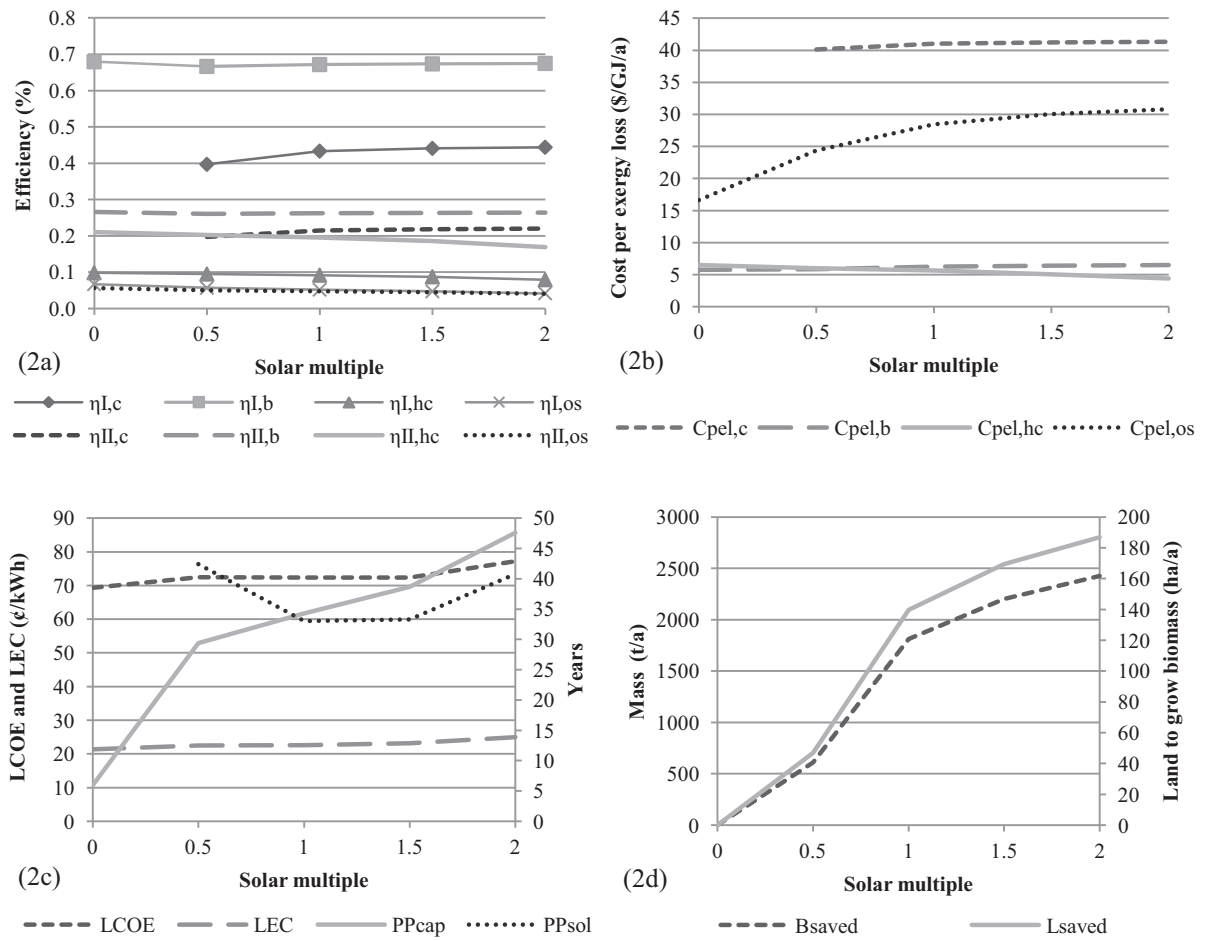 0.8
0.7
0.6
0.5
0.4
0.3
0.2
0.1
0.0
Efficiency (%)
0 0.5 1 1.5 2
Solar multiple
(2a)
ηI,c ηI,b ηI,hc ηI,os
ηII,c ηII,b ηII,hc ηII,os
45
40
35
30
25
20
15
10
5
0
Cost per exergy loss ($/GJ/a)
0 0.5 1 1.5 2
Solar multiple
(2b)
Cpel,c Cpel,b Cpel,hc Cpel,os
90
80
70
60
50
40
30
20
10
0
LCOE and LEC (¢/kWh)
50
45
40
35
30
25
20
15
10
5
0
Years
0 0.5 1 1.5 2
Solar multiple
(2c)
LCOE LEC PPcap PPsol
3000
2500
2000
1500
1000
500
0
Mass (t/a)
200
180
160
140
120
100
80
60
40
20
0
Land to grow biomass (ha/a)
0 0.5 1 1.5 2
Solar multiple
(2d)
Bsaved Lsaved